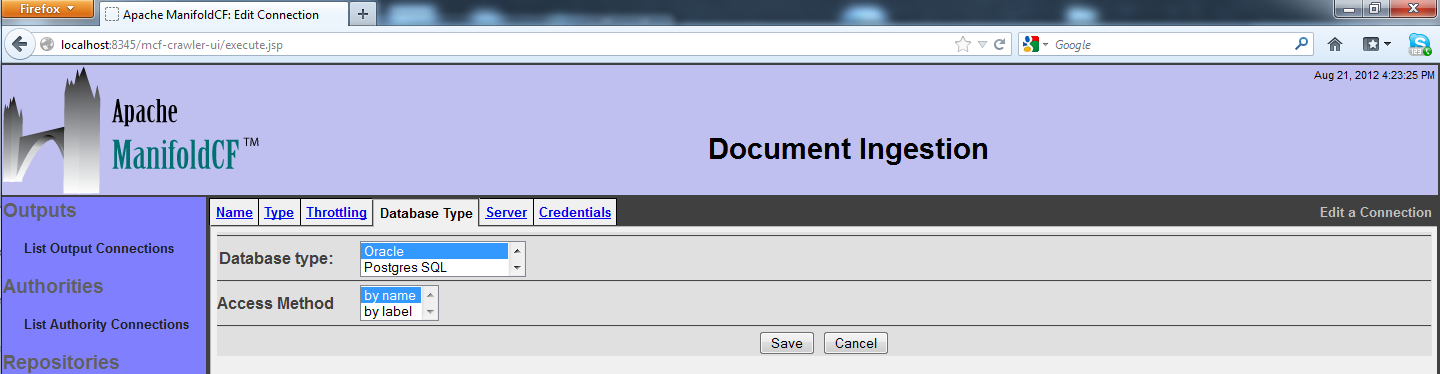 Firefox
Apache ManifoldCF: Edit Connection
localhost:8345/mcf-crawler-ui/execute.jsp
Google
Aug 21, 2012 4:23:25 PM
Apache
ManifoldCF™
Document Ingestion
Outputs
List Output Connections
Authorities
List Authority Connections
Repositories
Name Type Throttling Database Type Server Credentials
Edit a Connection
Database type:
Oracle
Postgres SQL
Access Method
by name
by label
Save Cancel